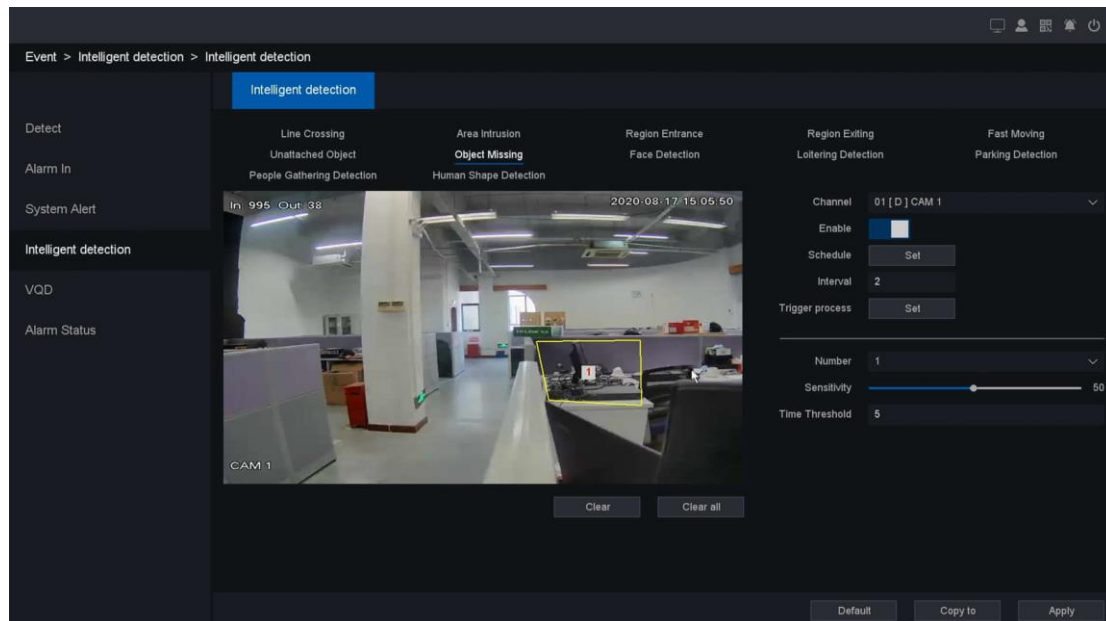 Event > Intelligent detection > Intelligent detection
Intelligent detection
Detect
Alarm In
System Alert
Intelligent detection
VQD
Alarm Status
Line Crossing Area Intrusion Region Entrance Region Exiting Fast Moving
Unattached Object Object Missing Face Detection Loitering Detection Parking Detection
People Gathering Detection Human Shape Detection
In: 995 Out: 38 2020-08-17 15:05:50
1
CAM 1
Clear Clear all
Channel 01 [ D ] CAM 1
Enable
Schedule Set
Interval 2
Trigger process Set
Number 1
Sensitivity 50
Time Threshold 5
Default Copy to Apply